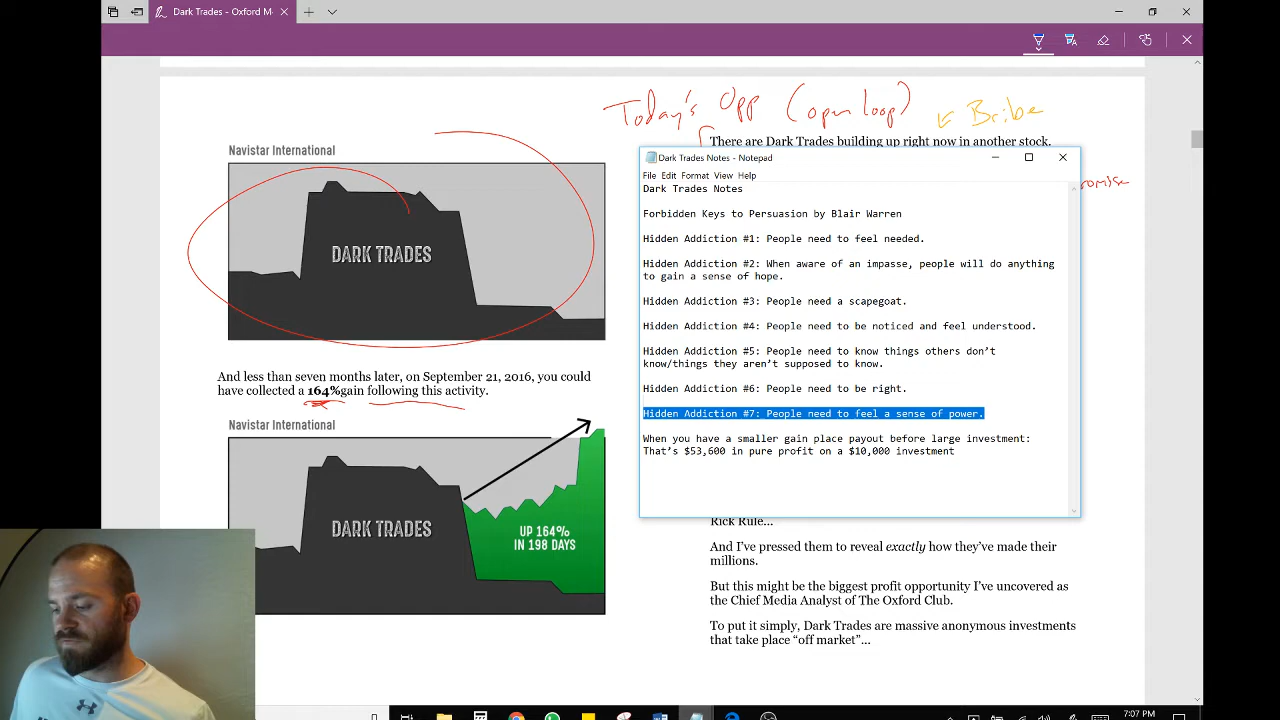 Dark Trades - Oxford M
Today's Opp (open loop)
Bribe
Navistar International
There are Dark Trades building up right now in another stock.
DARK TRADES
And less than seven months later, on September 21, 2016, you could
have collected a 164%gain following this activity.
Navistar International
DARK TRADES
UP 164%
IN 198 DAYS
romise
Dark Trades Notes - Notepad
File Edit Format View Help
Dark Trades Notes
Forbidden Keys to Persuasion by Blair Warren
Hidden Addiction #1: People need to feel needed.
Hidden Addiction #2: When aware of an impasse, people will do anything
to gain a sense of hope.
Hidden Addiction #3: People need a scapegoat.
Hidden Addiction #4: People need to be noticed and feel understood.
Hidden Addiction #5: People need to know things others don't
know/things they aren't supposed to know.
Hidden Addiction #6: People need to be right.
Hidden Addiction #7: People need to feel a sense of power.
When you have a smaller gain place payout before large investment:
That's $53,600 in pure profit on a $10,000 investment
Rick Rule…
And I've pressed them to reveal exactly how they've made their
millions.
But this might be the biggest profit opportunity I've uncovered as
the Chief Media Analyst of The Oxford Club.
To put it simply, Dark Trades are massive anonymous investments
that take place “off market”…
7:07 PM